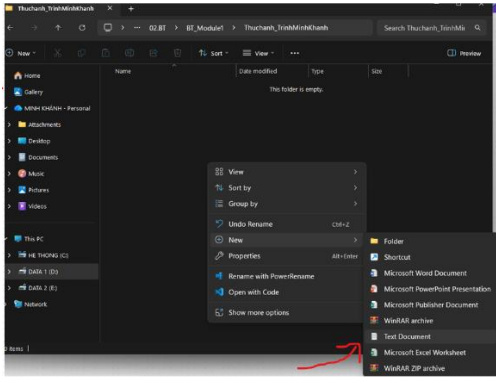 Thuchanh_TrinhMinhKhanh
02.BT > BT_Module1 > Thuchanh_TrinhMinhKhanh
Search Thuchanh_TrinhMin
New
Sort
View
Preview
Name
Date modified
Type
Size
This folder is empty.
Home
Gallery
MINH KHÁNH - Personal
Attachments
Desktop
Documents
Music
Pictures
Videos
This PC
HE THONG (C:)
DATA 1 (D:)
DATA 2 (E:)
Network
0 items
View
Sort by
Group by
Undo Rename Ctrl+Z
New
Properties Alt+Enter
Rename with PowerRename
Open with Code
Show more options
Folder
Shortcut
Microsoft Word Document
Microsoft PowerPoint Presentation
Microsoft Publisher Document
WinRAR archive
Text Document
Microsoft Excel Worksheet
WinRAR ZIP archive